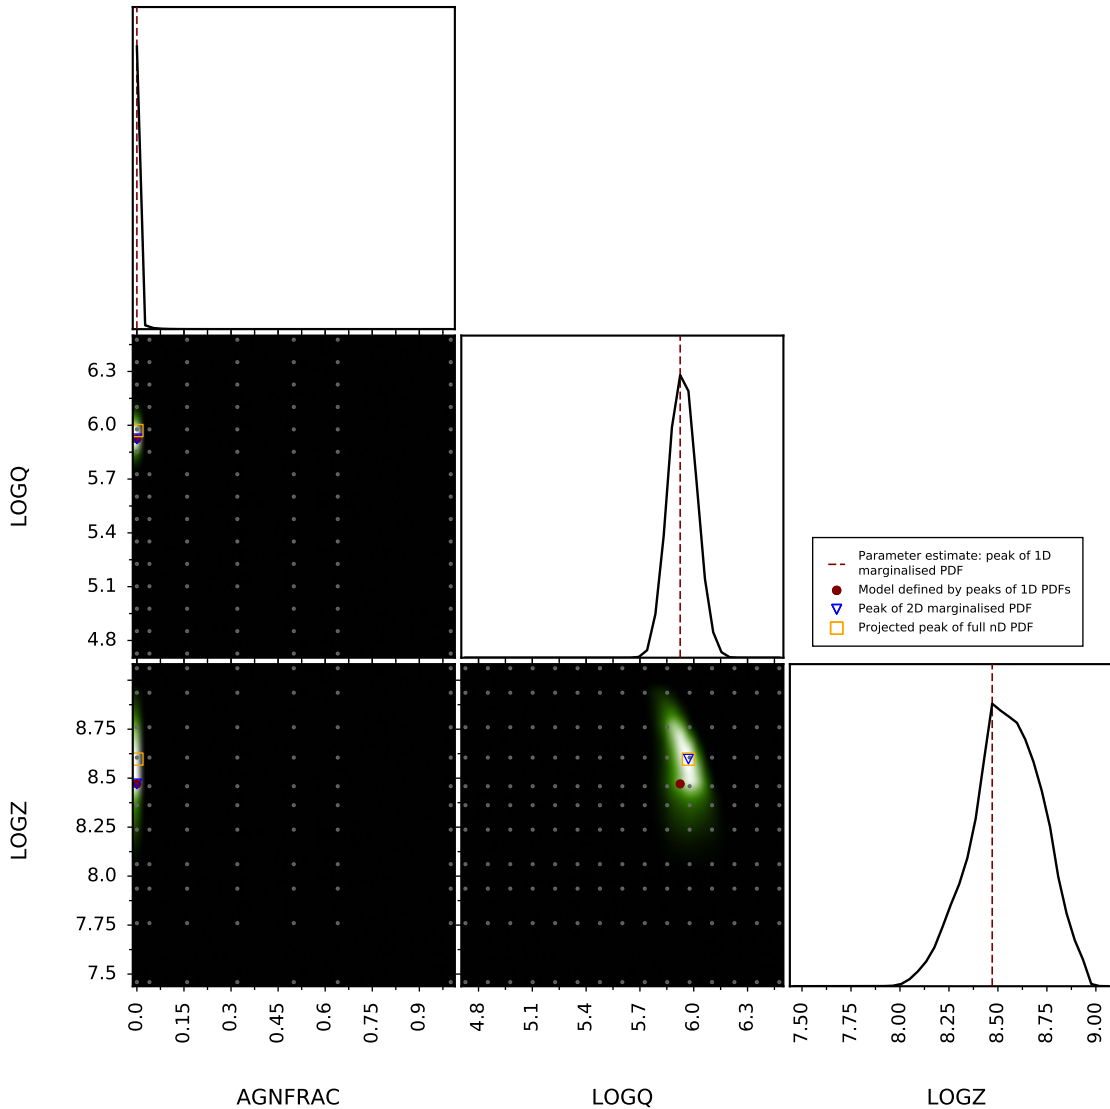 LOGQ
6.3
6.0
5.7
5.4
5.1
4.8
Parameter estimate: peak of 1D
marginalised PDF
Model defined by peaks of 1D PDFs
Peak of 2D marginalised PDF
Projected peak of full nD PDF
LOGZ
8.75
8.5
8.25
8.0
7.75
7.5
0.0 0.15 0.3 0.45 0.6 0.75 0.9
4.8 5.1 5.4 5.7 6.0 6.3
7.50 7.75 8.00 8.25 8.50 8.75 9.00
AGNFRAC
LOGQ
LOGZ